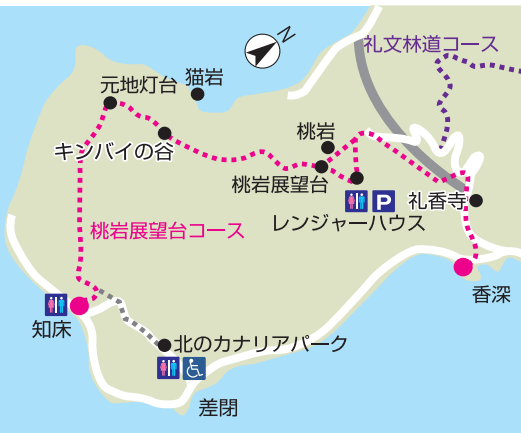 N
礼文林道コース
猫岩
元地灯台
桃岩
キンバイの谷
桃岩展望台
P
礼香寺
レンジャーハウス
桃岩展望台コース
香深
知床
北のカナリアパーク
差閉